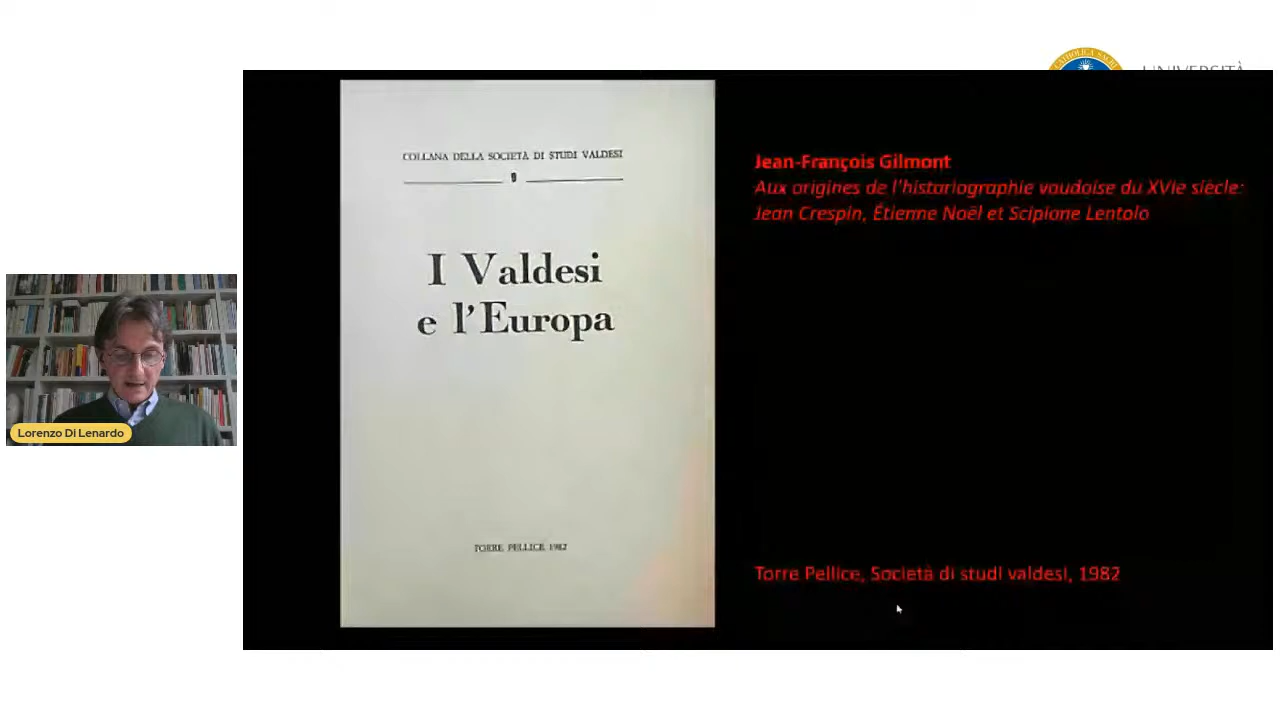 L'UNIVERSITÀ
COLLANA DELLA SOCIETÀ DI STUDI VALDESI
9
I Valdesi
e l'Europa
TORRE PELLICE 1982
Jean-François Gilmont
Aux origines de l'historiographie vaudoise du XVIe siècle:
Jean Crespin, Étienne Noël et Scipione Lentolo
Torre Pellice, Società di studi valdesi, 1982
Lorenzo Di Lenardo